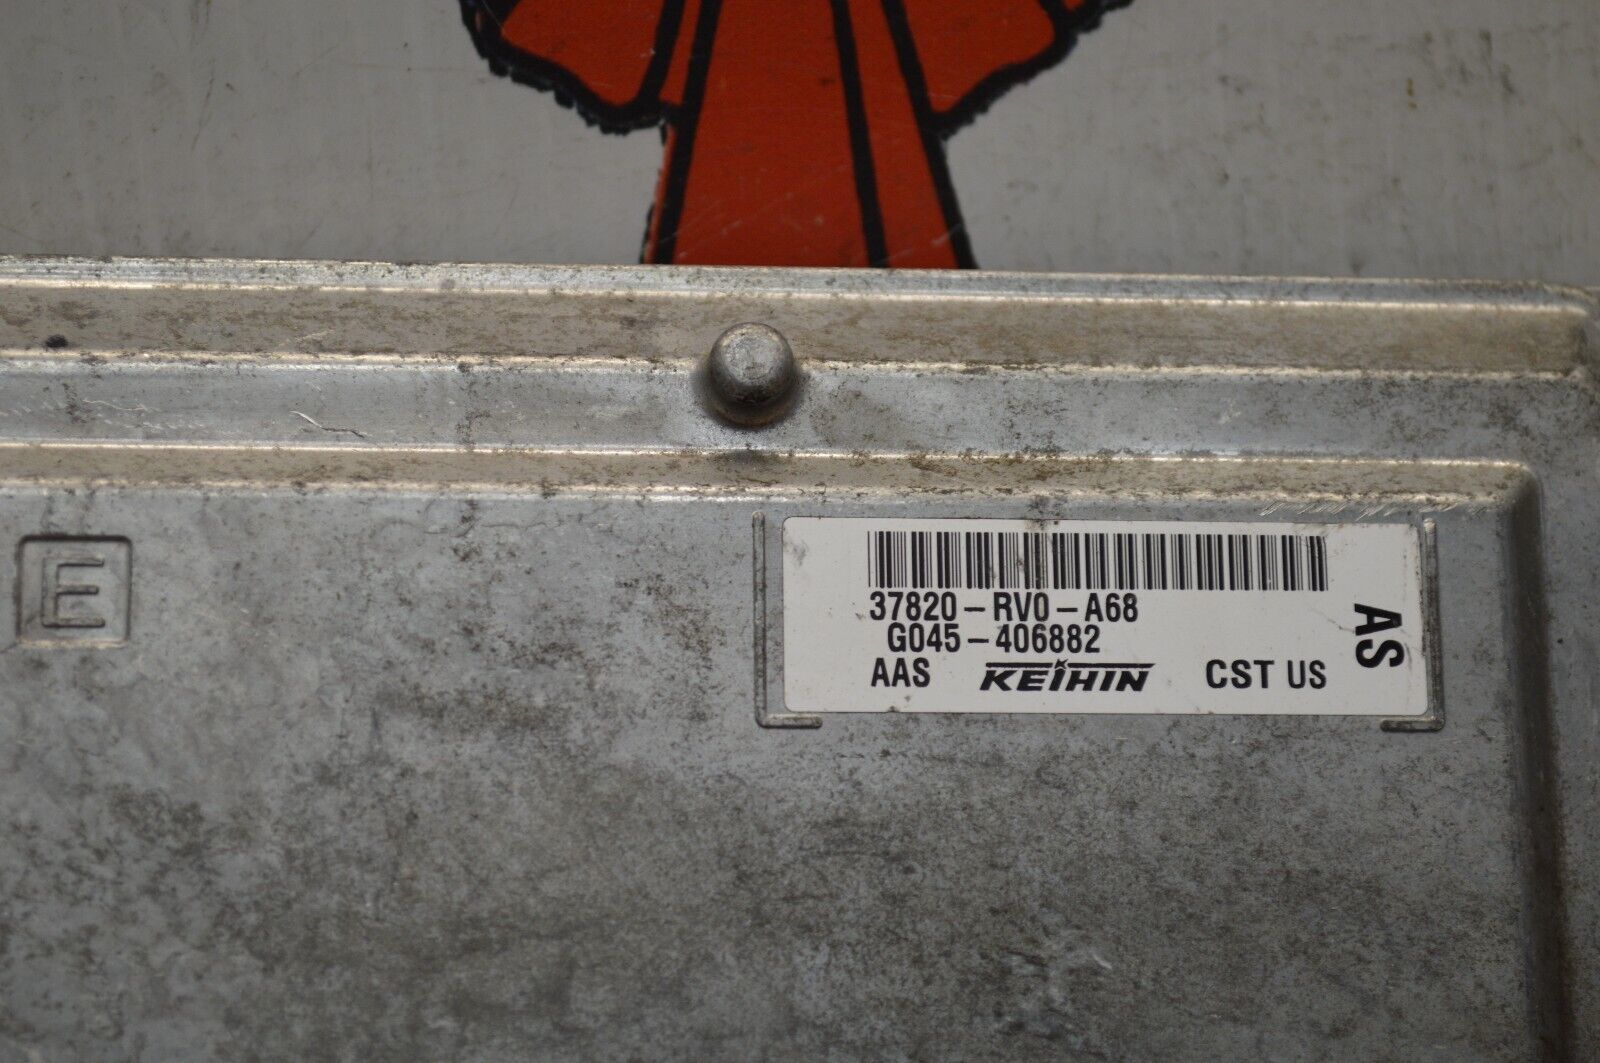 E
37820-RV0-A68
G045-406882
AAS KEIHIN CST US
AS